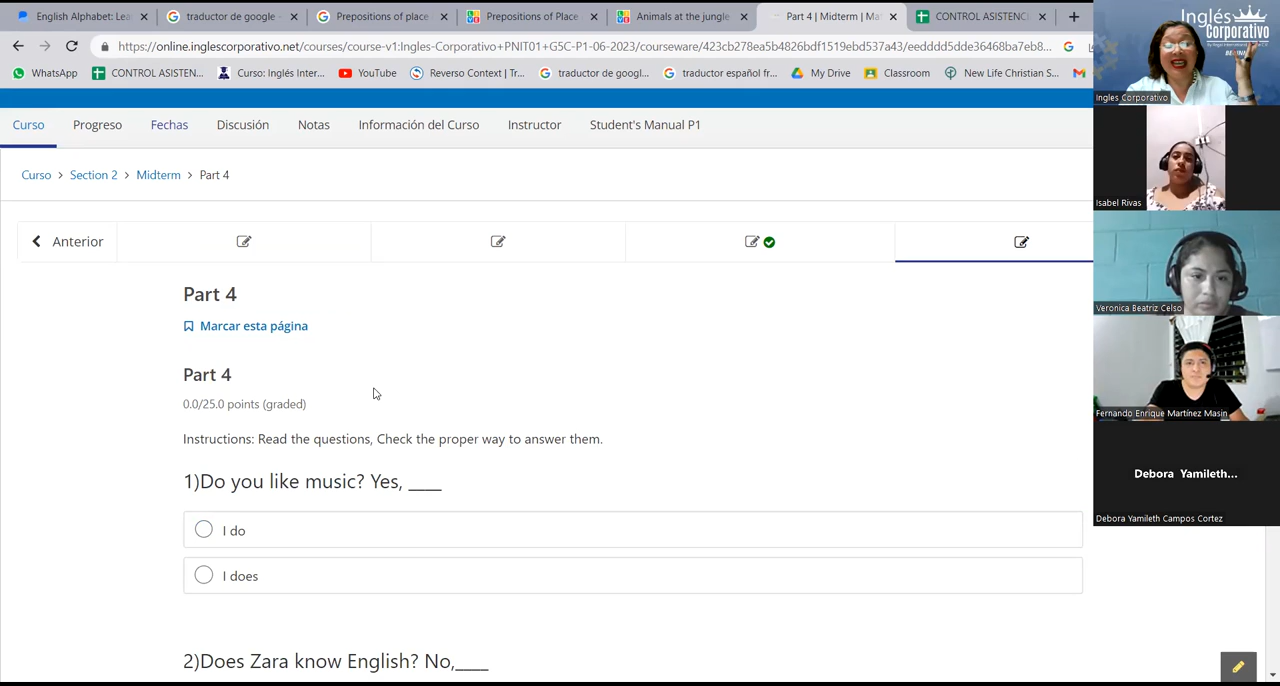 English Alphabet: Lea
traductor de google -
Prepositions of place
Prepositions of Place
Animals at the jungle
Part 4 | Midterm | Ma
CONTROL ASISTENC
https://online.inglescorporativo.net/courses/course-v1:Ingles-Corporativo+PNIT01+G5C-P1-06-2023/courseware/423cb278ea5b4826bdf1519ebd537a43/eedddd5dde36468ba7eb8...
WhatsApp
CONTROL ASISTEN...
Curso: Inglés Inter...
YouTube
Reverso Context | Tr...
traductor de googl...
traductor español fr...
My Drive
Classroom
New Life Christian S...
Curso
Progreso
Fechas
Discusión
Notas
Información del Curso
Instructor
Student's Manual P1
Curso > Section 2 > Midterm > Part 4
Anterior
Part 4
Marcar esta página
Part 4
0.0/25.0 points (graded)
Instructions: Read the questions, Check the proper way to answer them.
1)Do you like music? Yes, ____
I do
I does
2)Does Zara know English? No,____
Inglés
Corporativo
Ingles Corporativo
Isabel Rivas
Veronica Beatriz Celso
Fernando Enrique Martínez Masin
Debora Yamileth...
Debora Yamileth Campos Cortez